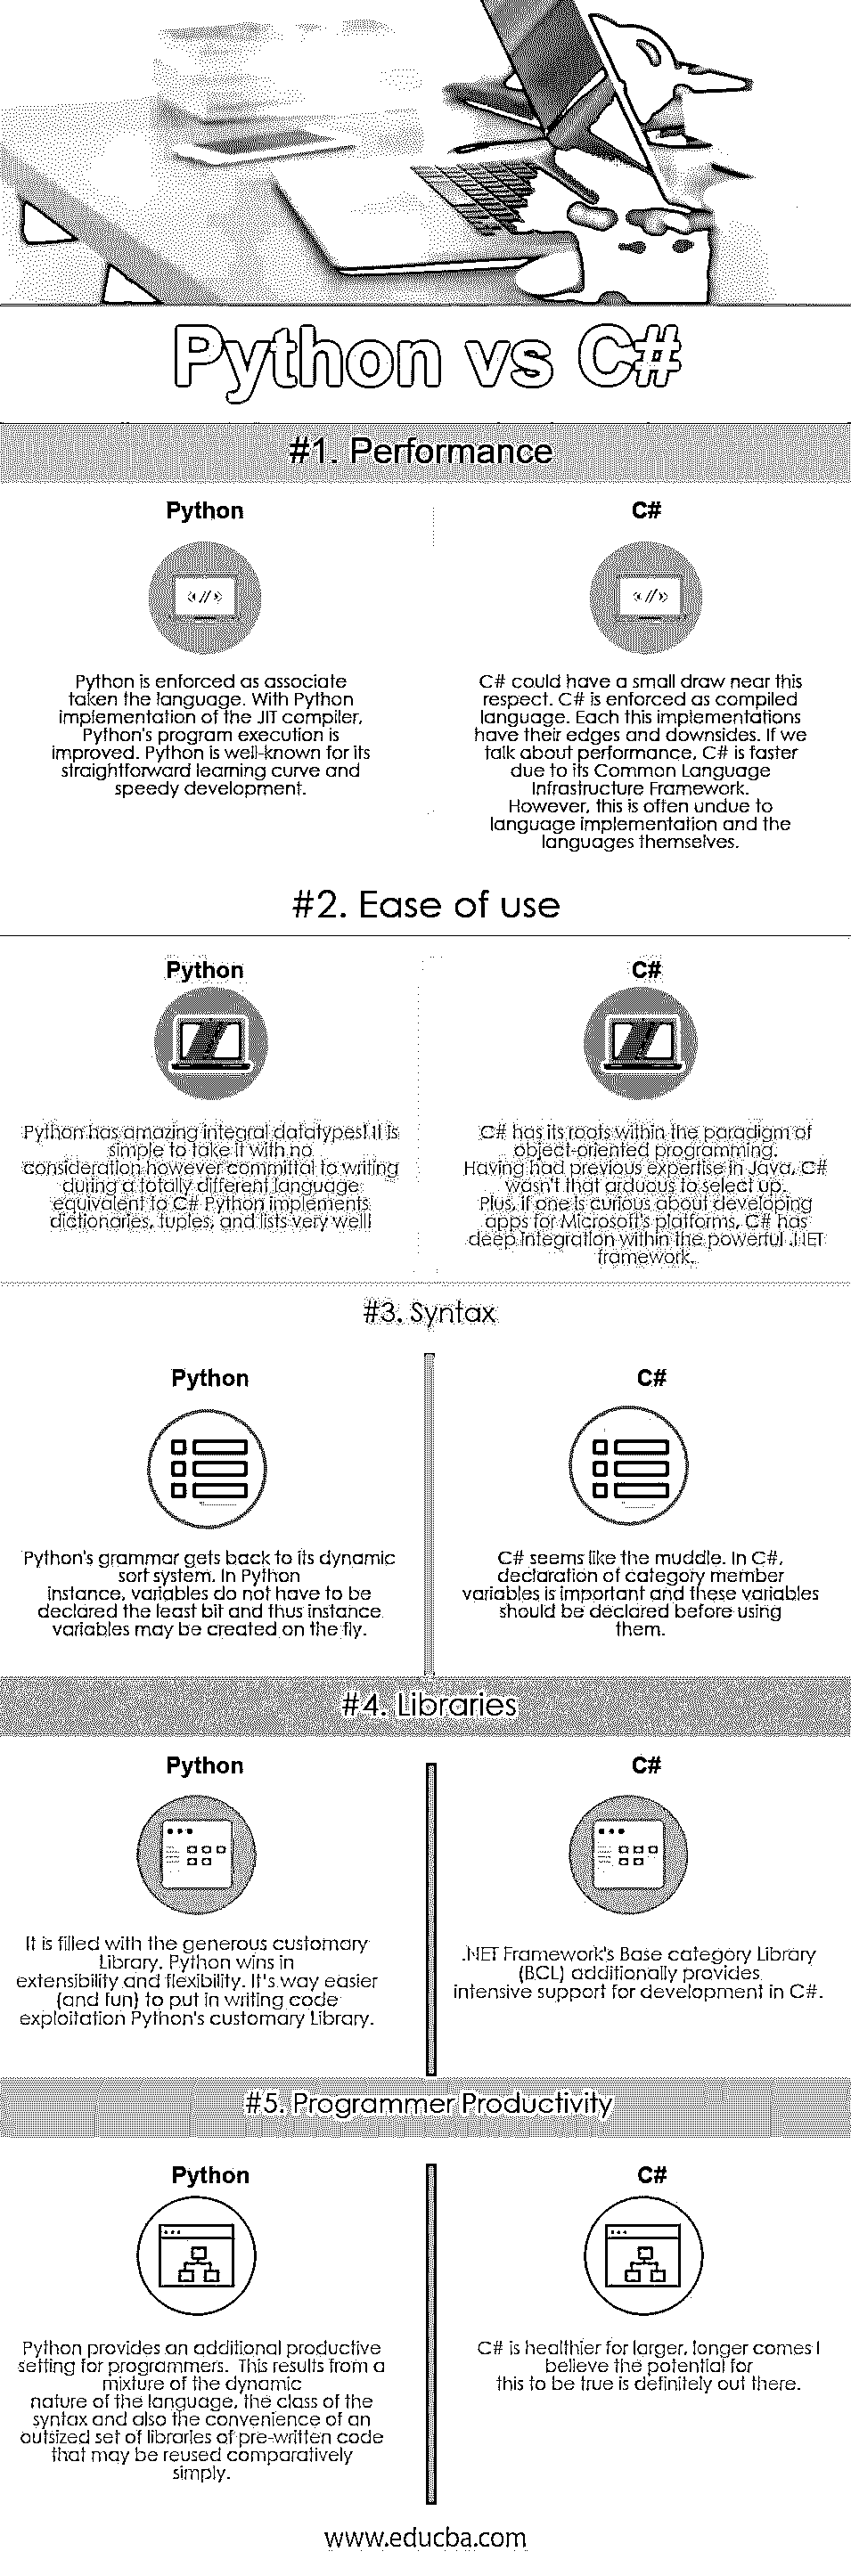 Python vs C#
#1. Performance
Python
Python is enforced as associate
taken the language. With Python
implementation of the JIT compiler,
Python's program execution is
improved. Python is well-known for its
straightforward learning curve and
speedy development.
C#
C# could have a small draw near this
respect. C# is enforced as compiled
language. Each this implementations
have their edges and downsides. If we
talk about performance, C# is faster
due to its Common Language
Infrastructure Framework.
However, this is often undue to
language implementation and the
languages themselves.
#2. Ease of use
Python
Python has amazing integral datatypes! It is
simple to take it with no
consideration however committal to writing
during a totally different language
equivalent to C# Python implements
dictionaries, tuples, and lists very well!
C#
C# has its roots within the paradigm of
object-oriented programming.
Having had previous expertise in Java, C#
wasn't that arduous to select up.
Plus, if one is curious about developing
apps for Microsoft's platforms, C# has
deep integration within the powerful .NET
framework.
#3. Syntax
Python
Python's grammar gets back to its dynamic
sort system. In Python
instance, variables do not have to be
declared the least bit and thus instance
variables may be created on the fly.
C#
C# seems like the muddle. In C#,
declaration of category member
variables is important and these variables
should be declared before using
them.
#4. Libraries
Python
It is filled with the generous customary
Library. Python wins in
extensibility and flexibility. It's way easier
(and fun) to put in writing code
exploitation Python's customary Library.
C#
.NET Framework's Base category Library
(BCL) additionally provides
intensive support for development in C#.
#5. Programmer Productivity
Python
Python provides an additional productive
setting for programmers. This results from a
mixture of the dynamic
nature of the language, the class of the
syntax and also the convenience of an
outsized set of libraries of pre-written code
that may be reused comparatively
simply.
C#
C# is healthier for larger, longer comes I
believe the potential for
this to be true is definitely out there.
www.educba.com